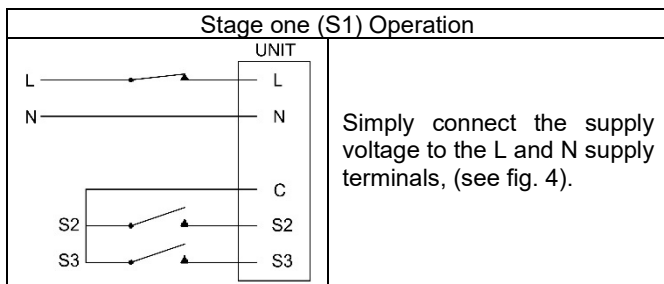 Stage one (S1) Operation
UNIT
L L
N N
C
S2 S2
S3 S3
Simply connect the supply
voltage to the L and N supply
terminals, (see fig. 4).